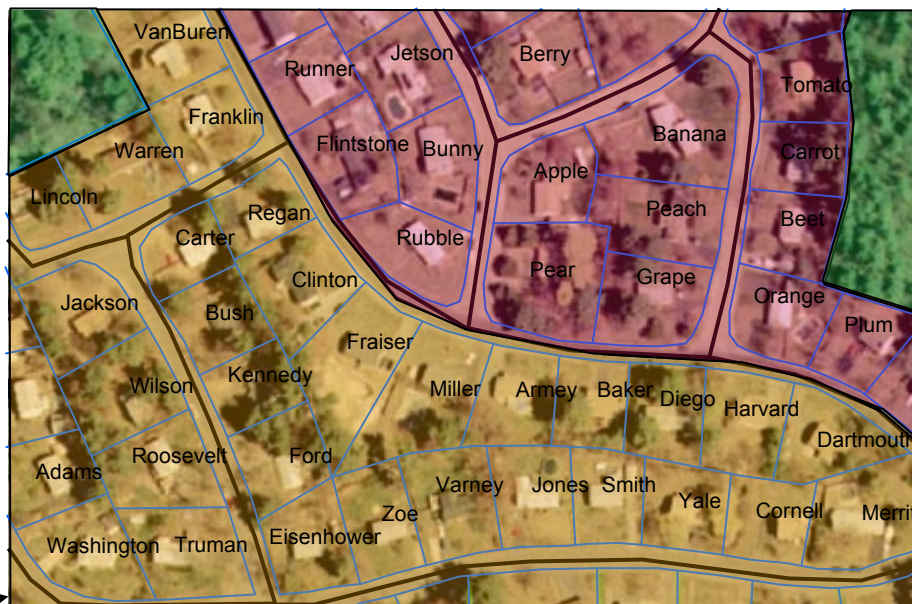 VanBuren
Jetson
Berry
Runner
Tomato
Franklin
Banana
Flintstone
Bunny
Warren
Carrot
Apple
Lincoln
Regan
Peach
Beet
Carter
Rubble
Pear
Grape
Clinton
Orange
Jackson
Bush
Plum
Fraiser
Kennedy
Wilson
Miller
Armey
Baker
Diego
Harvard
Dartmouth
Roosevelt
Ford
Adams
Varney
Jones
Smith
Yale
Cornell
Merrit
Zoe
Eisenhower
Washington
Truman